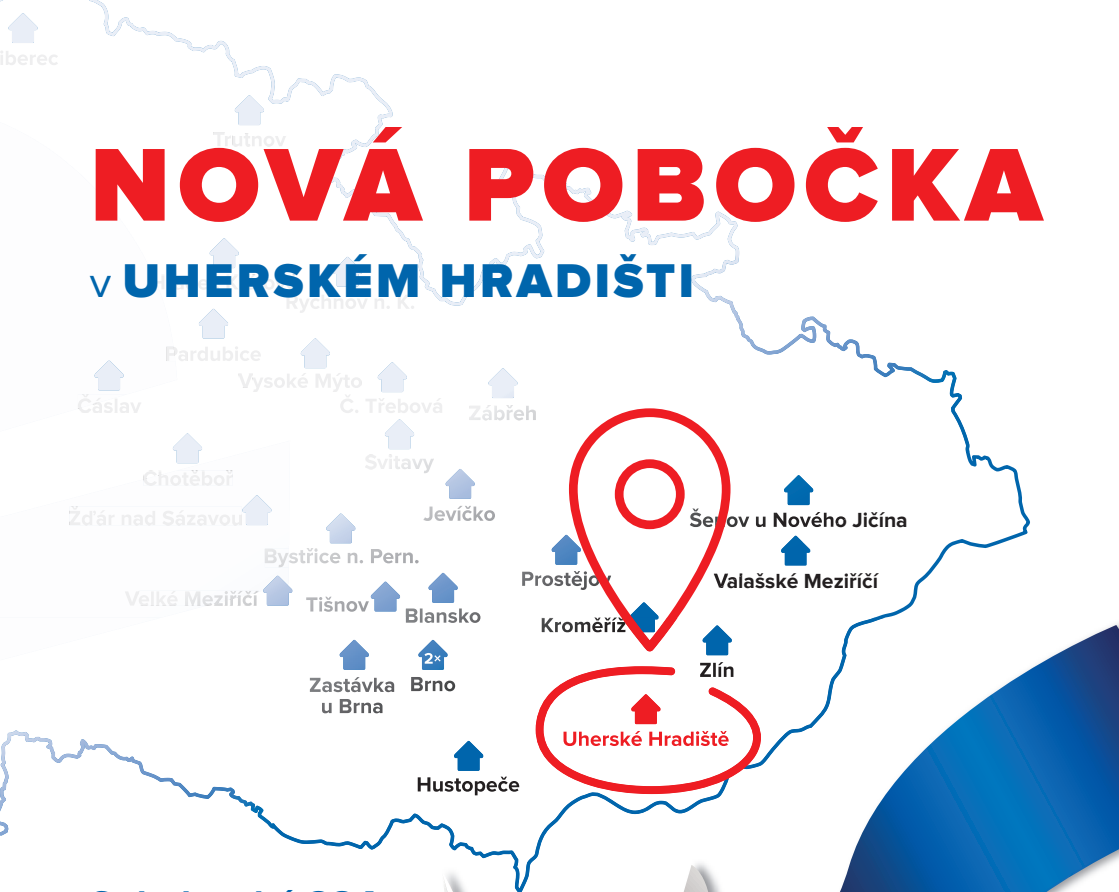 Trutnov
NOVÁ POBOČKA
v UHERSKÉM HRADIŠTI
Rychnov n. K.
Pardubice
Vysoké Mýto
Čáslav
Č. Třebová
Zábřeh
Svitavy
Chotěboř
Jevíčko
Žďár nad Sázavou
Šenov u Nového Jičína
Bystřice n. Pern.
Prostějov
Valašské Meziříčí
Velké Meziříčí
Tišnov
Blansko
Kroměříž
2×
Zlín
Zastávka
u Brna
Brno
Uherské Hradiště
Hustopeče